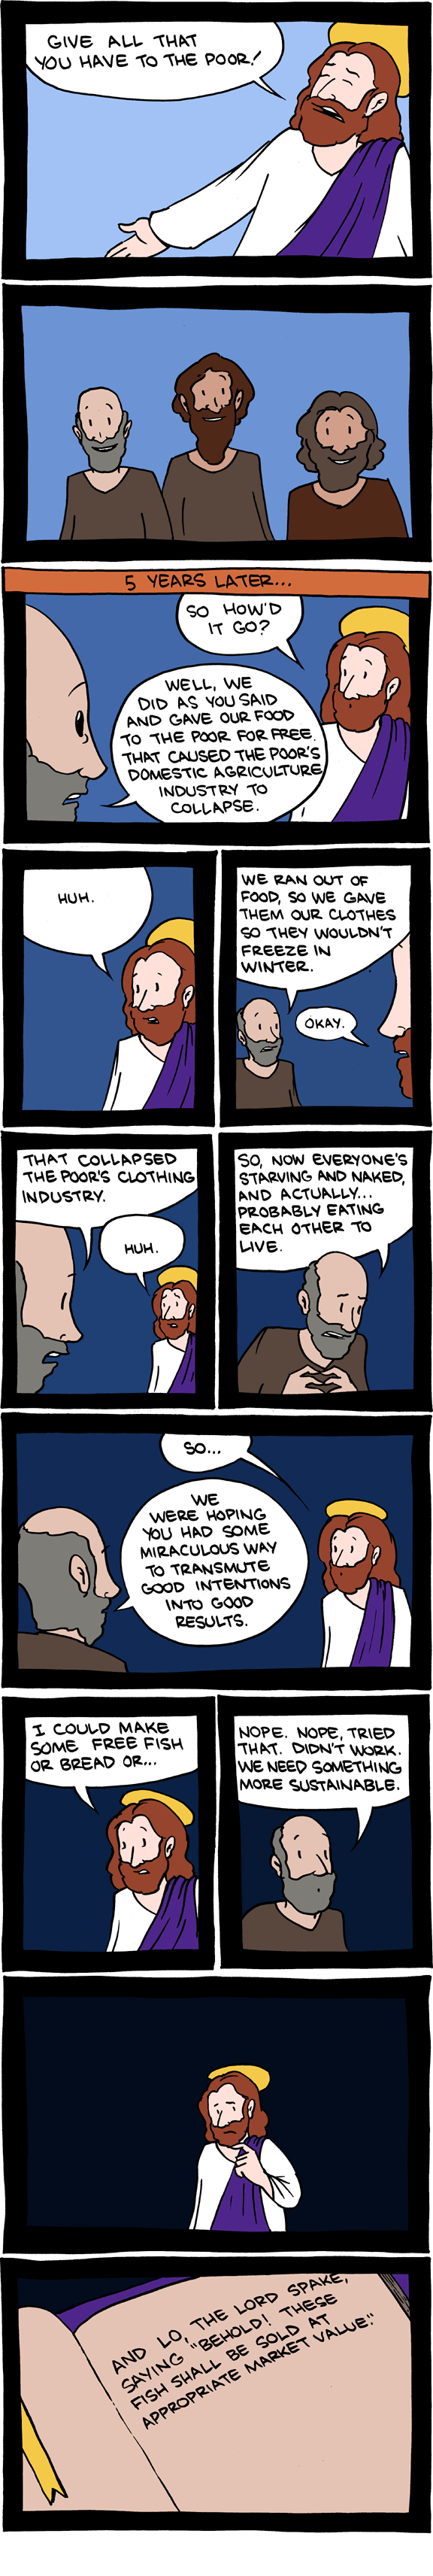 GIVE ALL THAT
YOU HAVE TO THE POOR!
5 YEARS LATER...
SO HOW'D
IT GO?
WELL, WE
DID AS YOU SAID
AND GAVE OUR FOOD
TO THE POOR FOR FREE.
THAT CAUSED THE POOR'S
DOMESTIC AGRICULTURE
INDUSTRY TO
COLLAPSE.
HUH.
WE RAN OUT OF
FOOD, SO WE GAVE
THEM OUR CLOTHES
SO THEY WOULDN'T
FREEZE IN
WINTER.
OKAY.
THAT COLLAPSED
THE POOR'S CLOTHING
INDUSTRY.
HUH.
SO, NOW EVERYONE'S
STARVING AND NAKED,
AND ACTUALLY...
PROBABLY EATING
EACH OTHER TO
LIVE.
SO...
WE
WERE HOPING
YOU HAD SOME
MIRACULOUS WAY
TO TRANSMUTE
GOOD INTENTIONS
INTO GOOD
RESULTS.
I COULD MAKE
SOME FREE FISH
OR BREAD OR...
NOPE. NOPE, TRIED
THAT. DIDN'T WORK.
WE NEED SOMETHING
MORE SUSTAINABLE.
AND LO, THE LORD SPAKE,
SAYING "BEHOLD! THESE
FISH SHALL BE SOLD AT
APPROPRIATE MARKET VALUE."